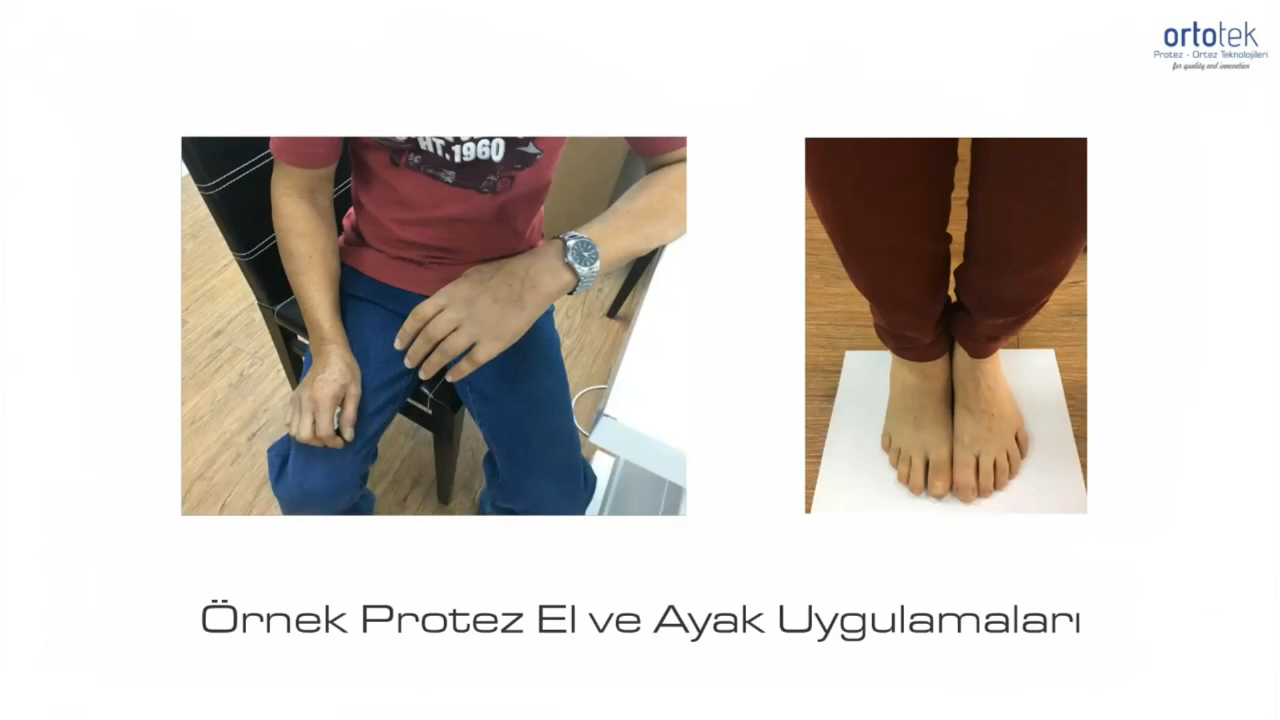 ortotek
Protez - Ortez Teknolojileri
for quality and innovation
HT.1960
Örnek Protez El ve Ayak Uygulamaları